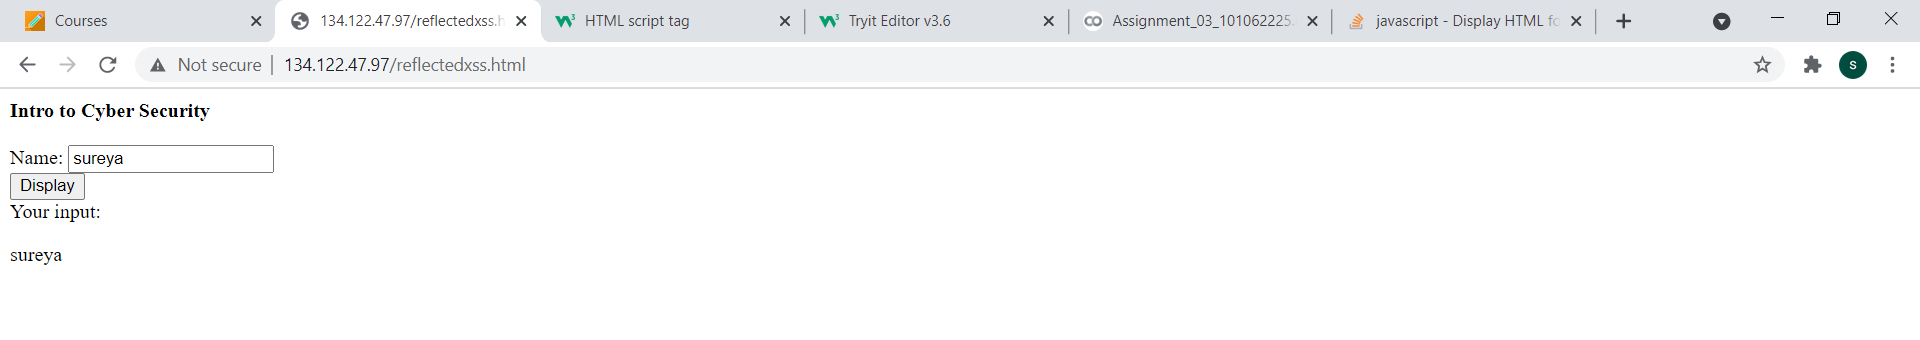 Courses
134.122.47.97/reflectedxss.h
HTML script tag
Tryit Editor v3.6
Assignment_03_101062225.
javascript - Display HTML fo
Not secure | 134.122.47.97/reflectedxss.html
s
Intro to Cyber Security
Name: sureya
Display
Your input:
sureya